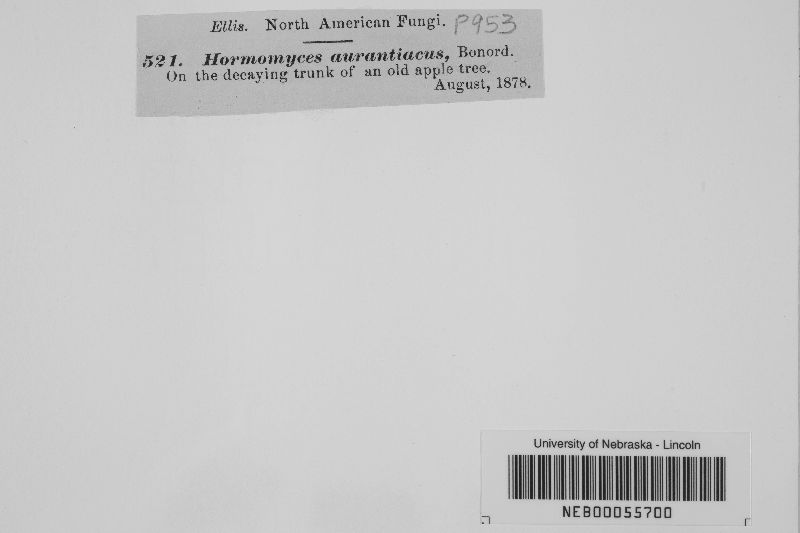 Ellis. North American Fungi. P953
521. Hormomyces aurantiacus, Bonord.
On the decaying trunk of an old apple tree.
August, 1878.
University of Nebraska - Lincoln
NEB00055700